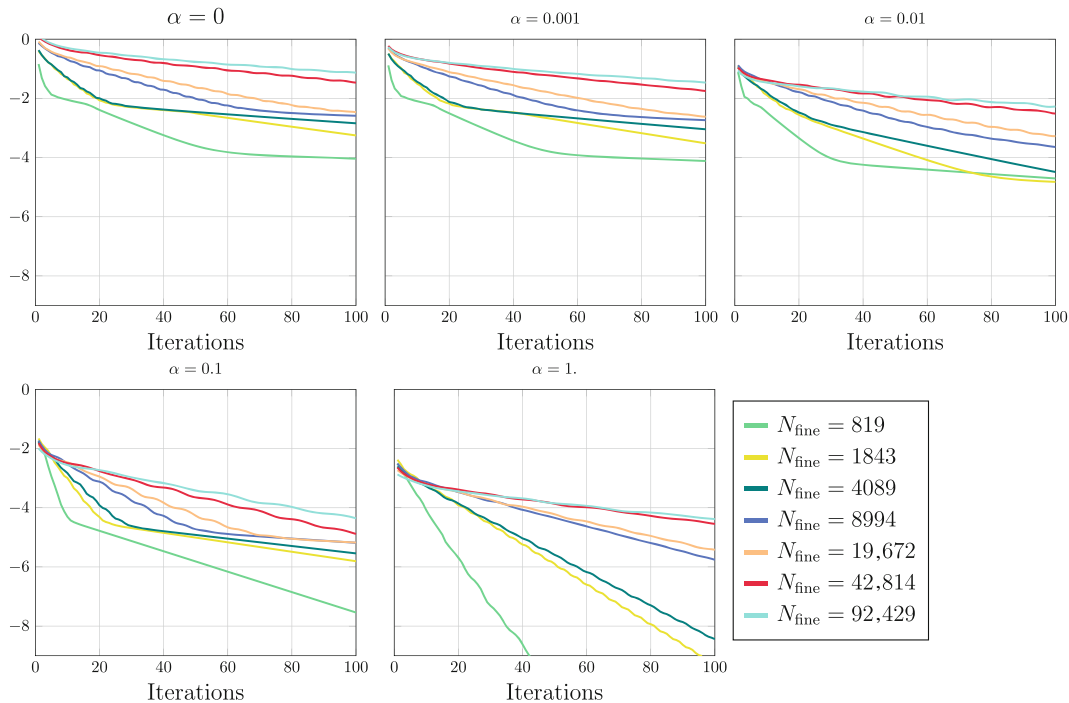 α = 0
α = 0.001
α = 0.01
0
−2
−4
−6
−8
0 20 40 60 80 100
0 20 40 60 80 100
0 20 40 60 80 100
Iterations
Iterations
Iterations
α = 0.1
α = 1.
0
−2
−4
−6
−8
0 20 40 60 80 100
0 20 40 60 80 100
Iterations
Iterations
N_fine = 819
N_fine = 1843
N_fine = 4089
N_fine = 8994
N_fine = 19,672
N_fine = 42,814
N_fine = 92,429